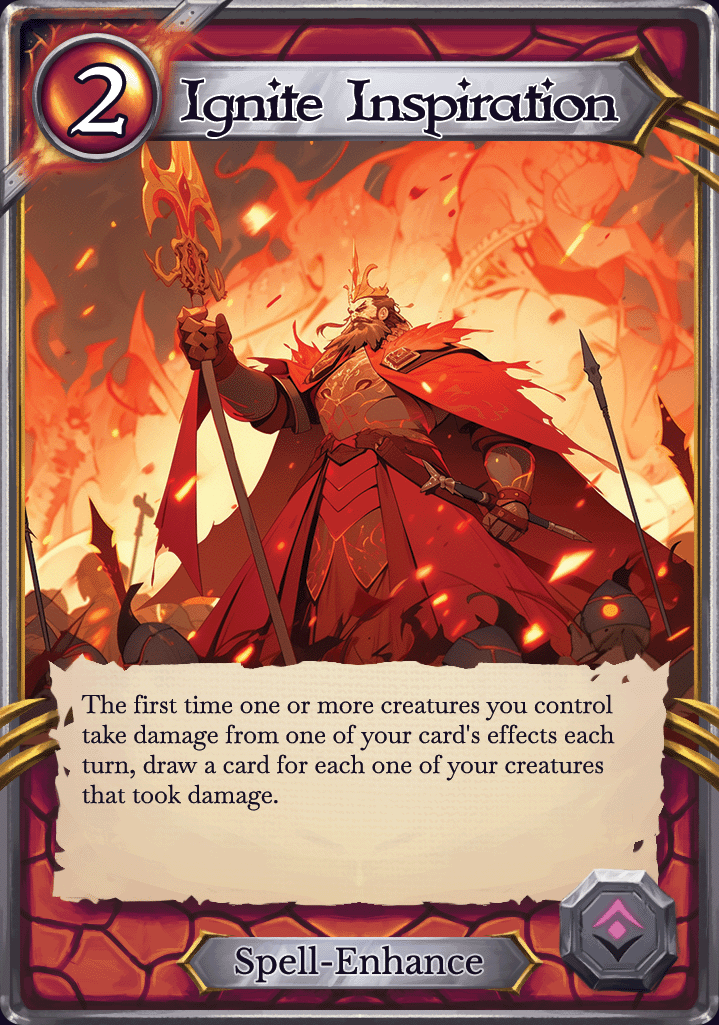 2
Ignite Inspiration
The first time one or more creatures you control
take damage from one of your card's effects each
turn, draw a card for each one of your creatures
that took damage.
Spell-Enhance